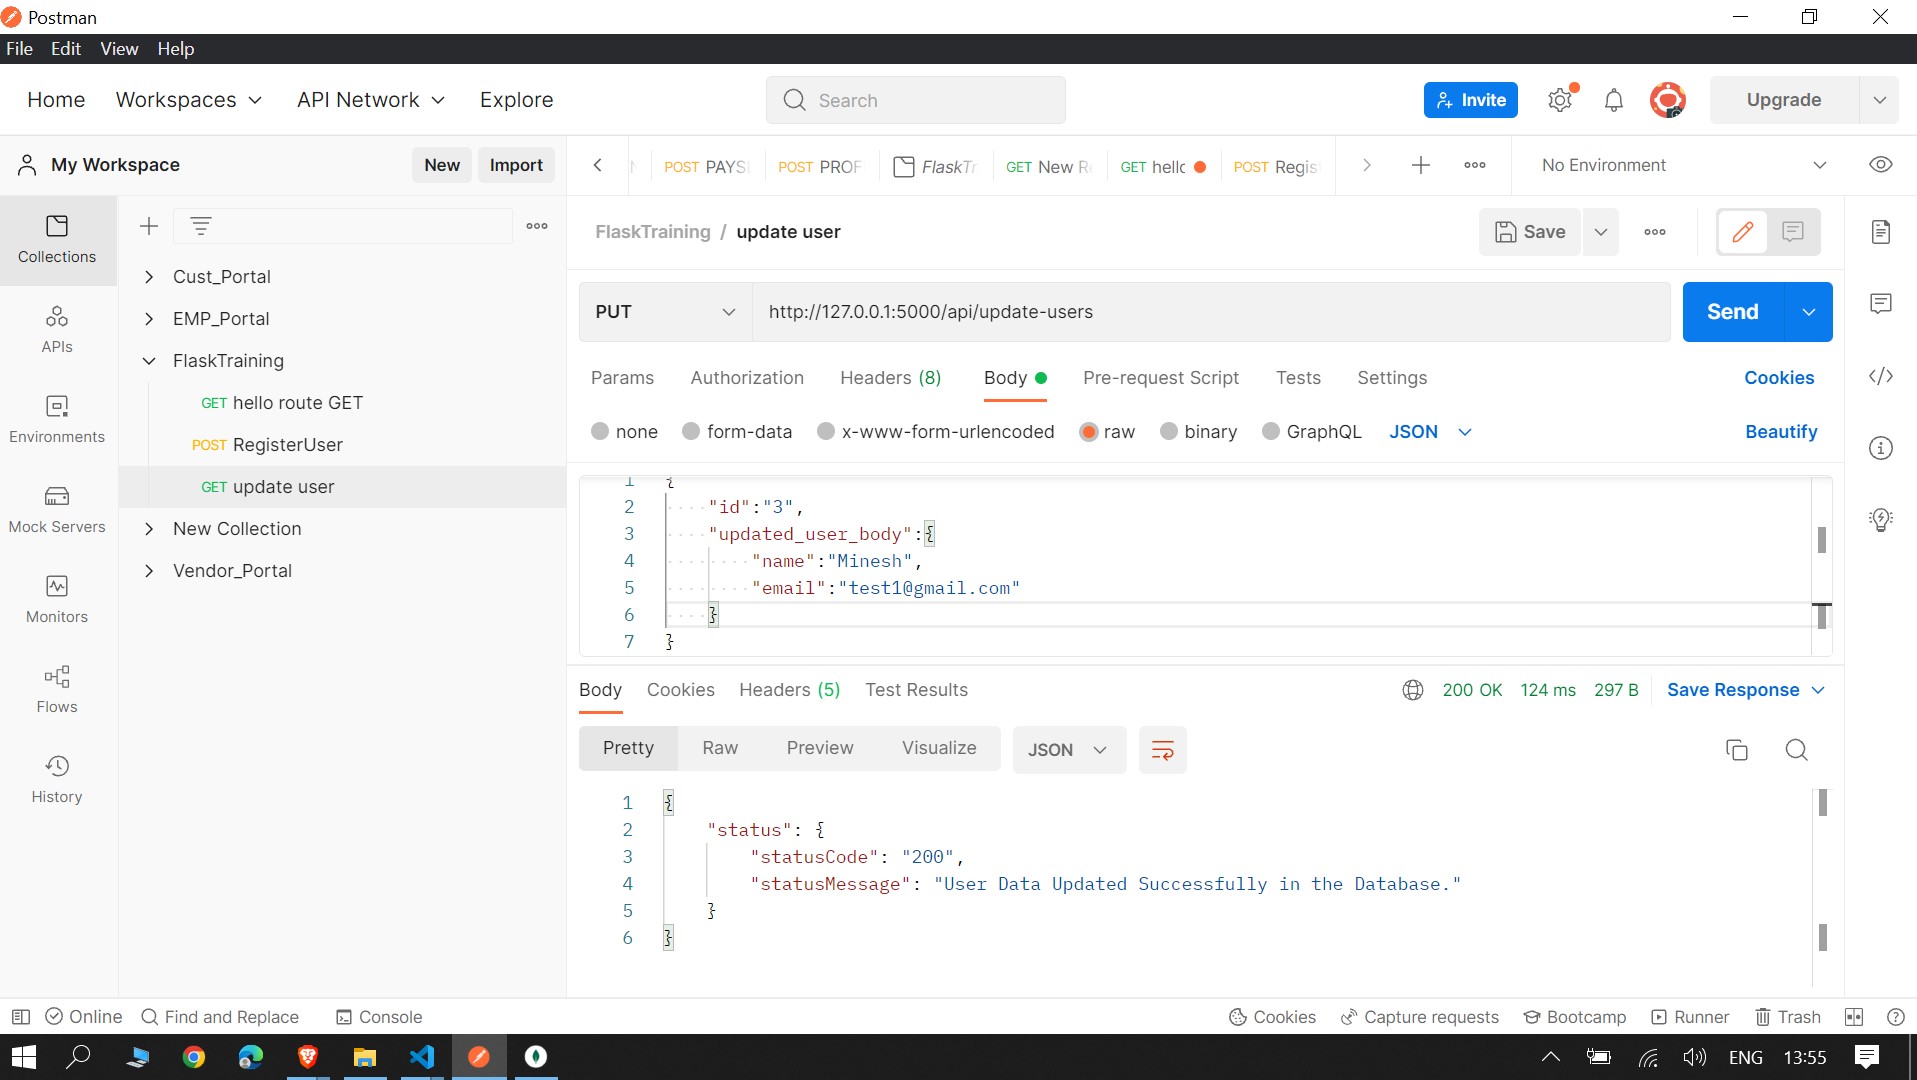 Postman
File Edit View Help
Home Workspaces API Network Explore Search Invite Upgrade
My Workspace New Import POST PAYS POST PROF FlaskTr GET New R GET hello POST Regis No Environment
Collections
APIs
Environments
Mock Servers
Monitors
Flows
History
Cust_Portal
EMP_Portal
FlaskTraining
GET hello route GET
POST RegisterUser
GET update user
New Collection
Vendor_Portal
FlaskTraining / update user Save
PUT http://127.0.0.1:5000/api/update-users Send
Params Authorization Headers (8) Body Pre-request Script Tests Settings Cookies
none form-data x-www-form-urlencoded raw binary GraphQL JSON Beautify
1 {
2 "id":"3",
3 "updated_user_body":{
4 "name":"Minesh",
5 "email":"test1@gmail.com"
6 }
7 }
Body Cookies Headers (5) Test Results 200 OK 124 ms 297 B Save Response
Pretty Raw Preview Visualize JSON
1 {
2 "status": {
3 "statusCode": "200",
4 "statusMessage": "User Data Updated Successfully in the Database."
5 }
6 }
Online Find and Replace Console Cookies Capture requests Bootcamp Runner Trash
ENG 13:55